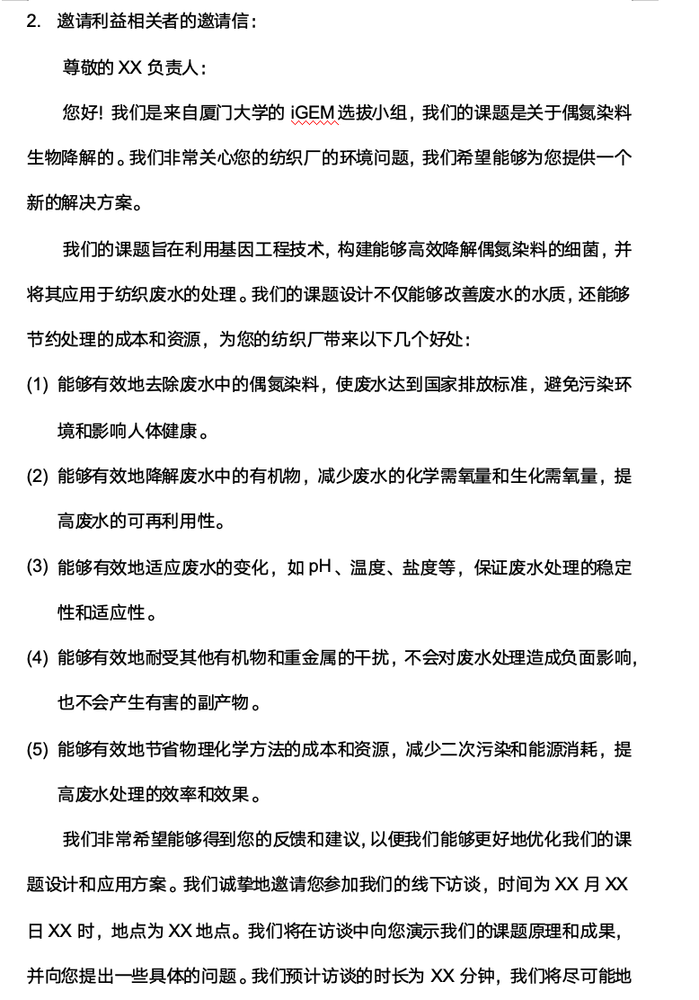 2. 邀请利益相关者的邀请信：
尊敬的 XX 负责人：
您好！我们是来自厦门大学的 iGEM 选拔小组，我们的课题是关于偶氮染料
生物降解的。我们非常关心您的纺织厂的环境问题，我们希望能够为您提供一个
新的解决方案。
我们的课题旨在利用基因工程技术，构建能够高效降解偶氮染料的细菌，并
将其应用于纺织废水的处理。我们的课题设计不仅能够改善废水的水质，还能够
节约处理的成本和资源，为您的纺织厂带来以下几个好处：
(1) 能够有效地去除废水中的偶氮染料，使废水达到国家排放标准，避免污染环
境和影响人体健康。
(2) 能够有效地降解废水中的有机物，减少废水的化学需氧量和生化需氧量，提
高废水的可再利用性。
(3) 能够有效地适应废水的变化，如 pH、温度、盐度等，保证废水处理的稳定
性和适应性。
(4) 能够有效地耐受其他有机物和重金属的干扰，不会对废水处理造成负面影响，
也不会产生有害的副产物。
(5) 能够有效地节省物理化学方法的成本和资源，减少二次污染和能源消耗，提
高废水处理的效率和效果。
我们非常希望能够得到您的反馈和建议，以便我们能够更好地优化我们的课
题设计和应用方案。我们诚挚地邀请您参加我们的线下访谈，时间为 XX 月 XX
日 XX 时，地点为 XX 地点。我们将在访谈中向您演示我们的课题原理和成果，
并向您提出一些具体的问题。我们预计访谈的时长为 XX 分钟，我们将尽可能地